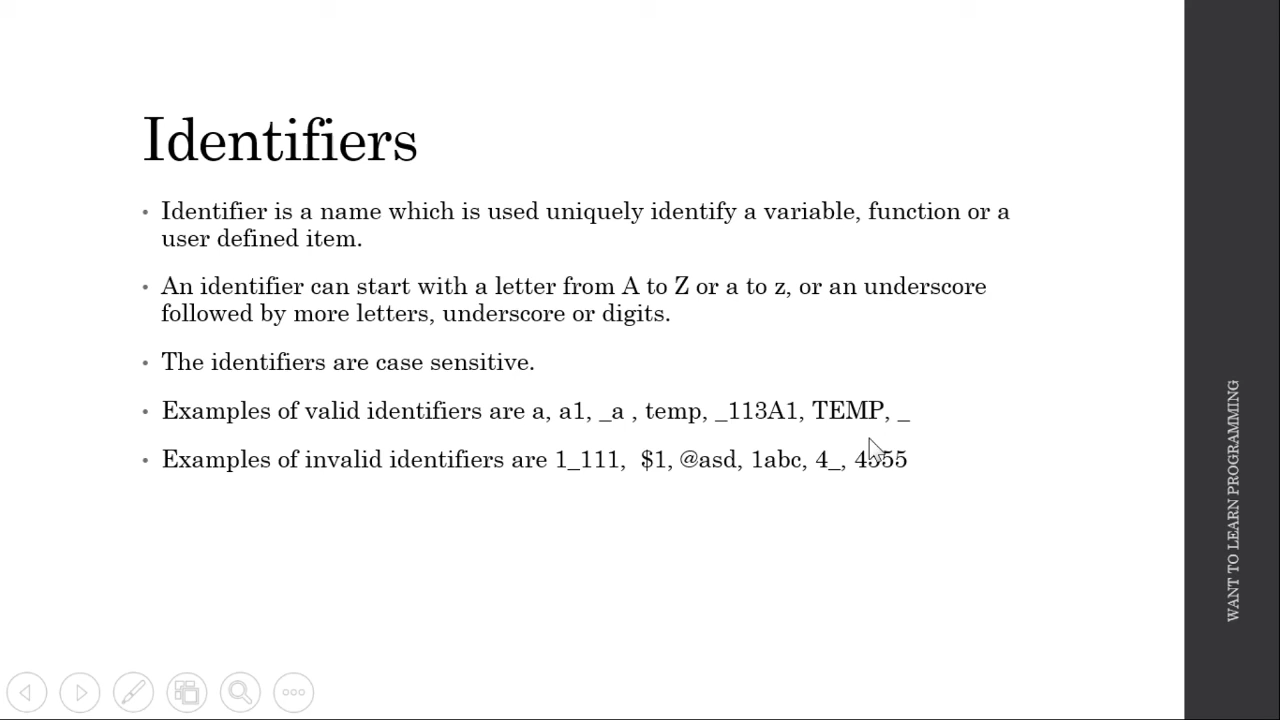 Identifiers
• Identifier is a name which is used uniquely identify a variable, function or a
user defined item.
• An identifier can start with a letter from A to Z or a to z, or an underscore
followed by more letters, underscore or digits.
• The identifiers are case sensitive.
• Examples of valid identifiers are a, a1, _a , temp, _113A1, TEMP, _
• Examples of invalid identifiers are 1_111,  $1, @asd, 1abc, 4_, 4555
WANT TO LEARN PROGRAMMING